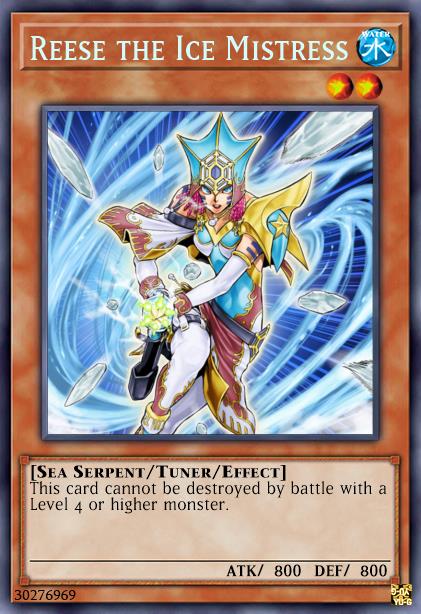 Reese the Ice Mistress
WATER
水
[Sea Serpent/Tuner/Effect]
This card cannot be destroyed by battle with a
Level 4 or higher monster.
ATK/ 800 DEF/ 800
30276969